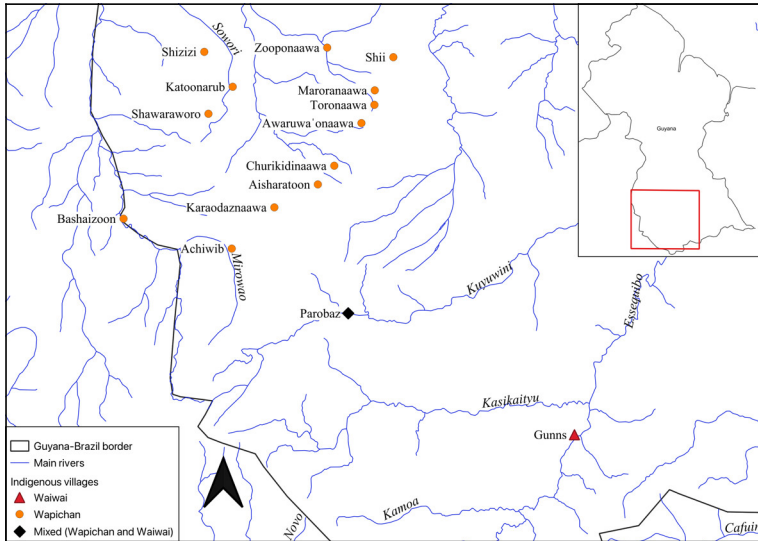 Sowori
Zooponaawa
Shizizi
Shii
Katoonarub
Maroranaawa
Toronaawa
Shawaraworo
Awaruwa'onaawa
Guyana
Churikidinaawa
Aisharatoon
Karaodaznaawa
Bashaizoon
Achiwib
Mirowao
Kuyuwini
Essequibo
Parobaz
Kasikaityu
Gunns
Guyana-Brazil border
Main rivers
Indigenous villages
Waiwai
Wapichan
Mixed (Wapichan and Waiwai)
Novo
Kamoa
Cafuin